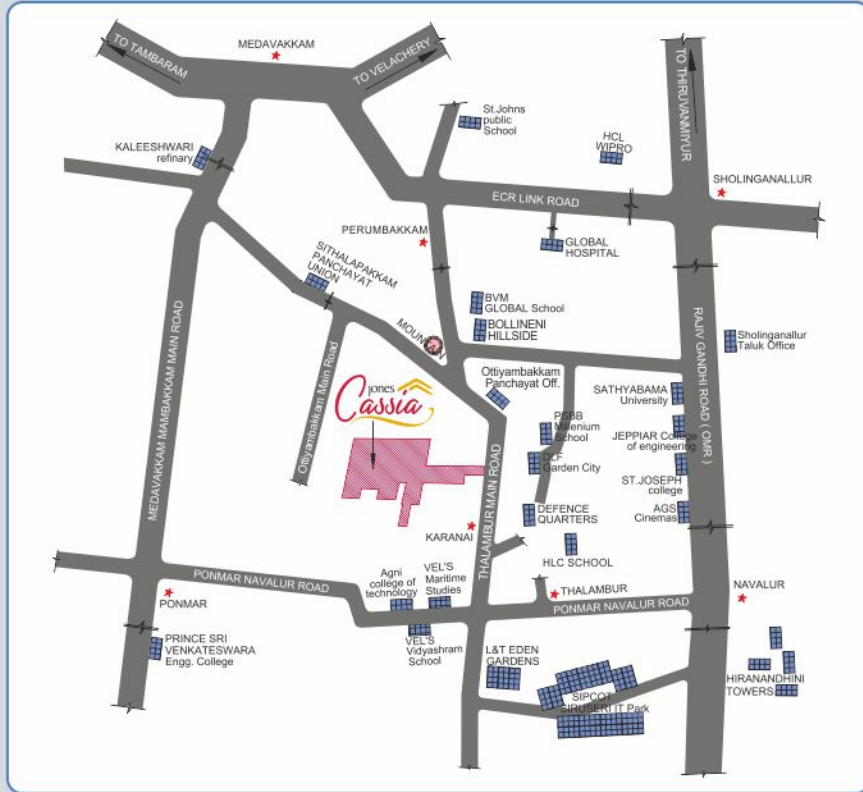 MEDAVAKKAM
TO TAMBARAM
TO VELACHERY
TO THIRUVANMIYUR
St.Johns
public
School
KALEESHWARI
refinary
HCL
WIPRO
SHOLINGANALLUR
ECR LINK ROAD
PERUMBAKKAM
GLOBAL
HOSPITAL
SITHALAPAKKAM
PANCHAYAT
UNION
BVM
GLOBAL School
BOLLINENI
HILLSIDE
MOUNTAIN
MEDAVAKKAM MAMBAKKAM MAIN ROAD
Ottiyambakkam Main Road
RAJIV GANDHI ROAD ( OMR )
Sholinganallur
Taluk Office
Ottiyambakkam
Panchayat Off.
SATHYABAMA
University
jones
Cassia
PSBB
Millenium
School
JEPPIAR College
of engineering
DLF
Garden City
ST.JOSEPH
college
THALAMBUR MAIN ROAD
DEFENCE
QUARTERS
AGS
Cinemas
KARANAI
HLC SCHOOL
PONMAR NAVALUR ROAD
Agni
college of
technology
VEL'S
Maritime
Studies
THALAMBUR
NAVALUR
PONMAR
PONMAR NAVALUR ROAD
PRINCE SRI
VENKATESWARA
Engg. College
VEL'S
Vidyashram
School
L&T EDEN
GARDENS
SIPCOT
SIRUSERI IT Park
HIRANANDHINI
TOWERS